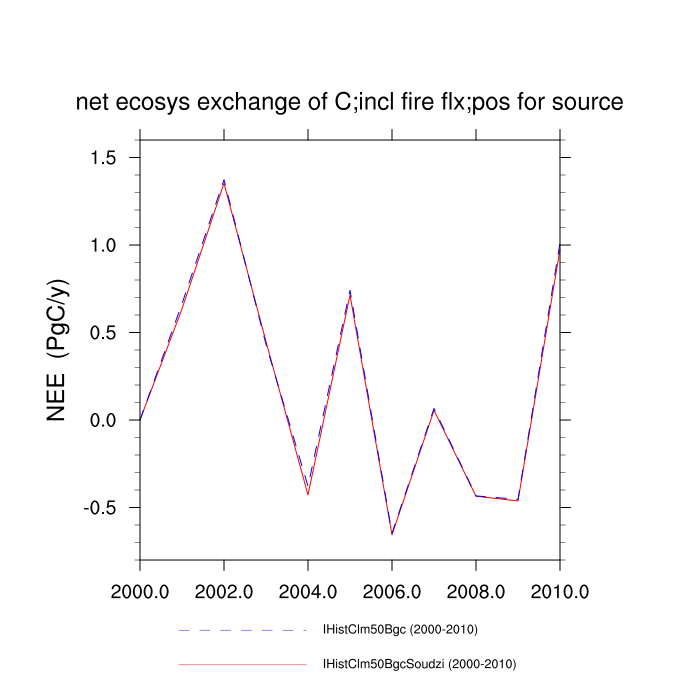 net ecosys exchange of C;incl fire flx;pos for source
NEE (PgC/y)
1.5
1.0
0.5
0.0
-0.5
2000.0 2002.0 2004.0 2006.0 2008.0 2010.0
IHistClm50Bgc (2000-2010)
IHistClm50BgcSoudzi (2000-2010)